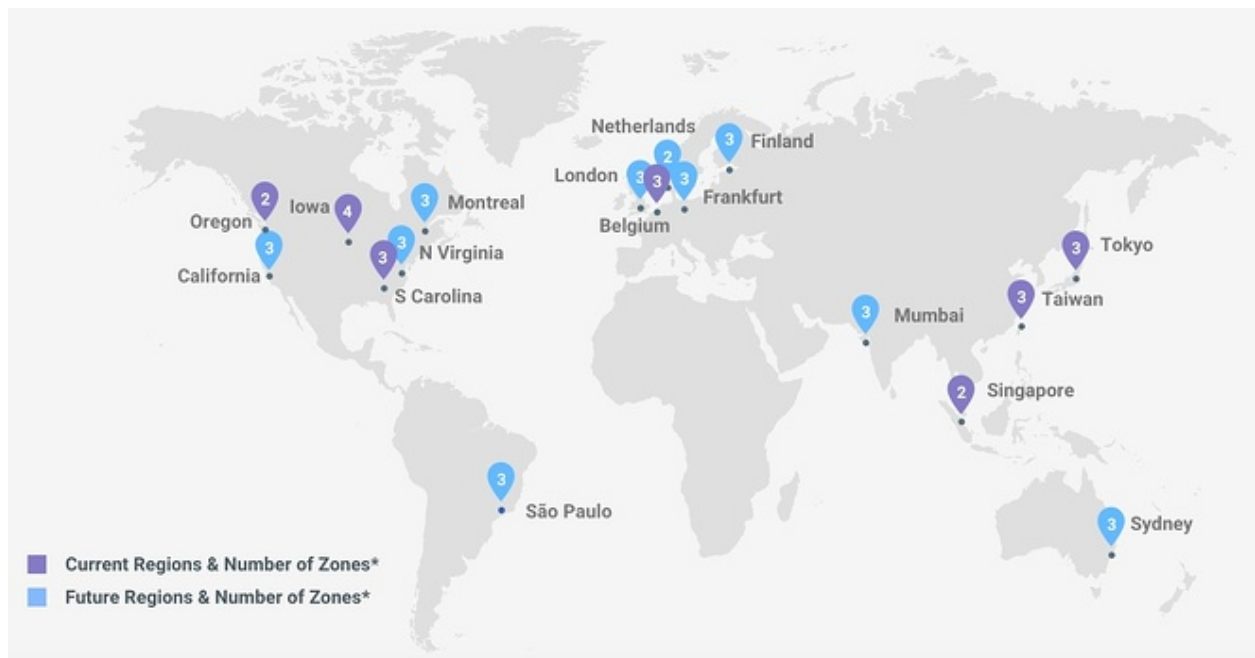 Netherlands
2
3
Finland
London
3
3
3
Frankfurt
Belgium
2
Oregon
Iowa
4
3
Montreal
3
California
3
3
N Virginia
S Carolina
3
Tokyo
3
Taiwan
3
Mumbai
2
Singapore
3
São Paulo
3
Sydney
Current Regions & Number of Zones*
Future Regions & Number of Zones*